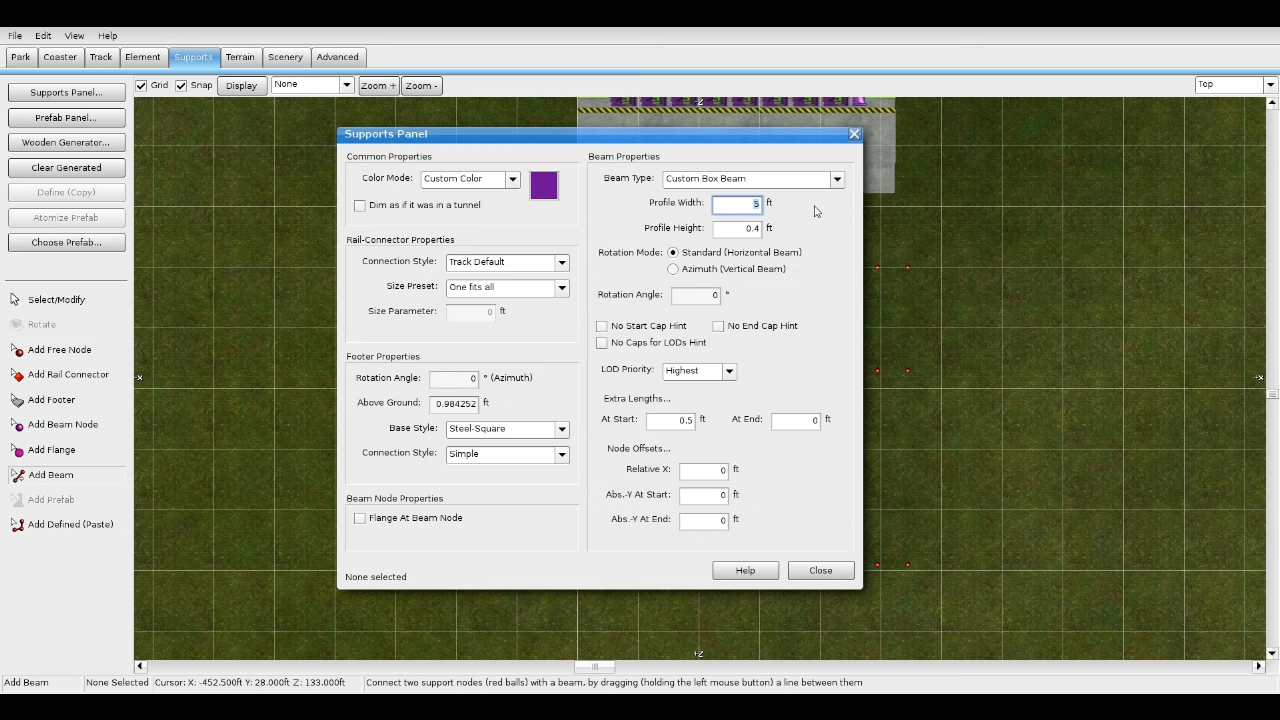 File Edit View Help
Park Coaster Track Element Supports Terrain Scenery Advanced
Grid Snap Display None Zoom + Zoom - Top
Supports Panel...
Prefab Panel...
Wooden Generator...
Clear Generated
Define (Copy)
Atomize Prefab
Choose Prefab...
Select/Modify
Rotate
Add Free Node
Add Rail Connector
Add Footer
Add Beam Node
Add Flange
Add Beam
Add Prefab
Add Defined (Paste)
-Z
-X
+X
+Z
Supports Panel
Common Properties
Color Mode: Custom Color
Dim as if it was in a tunnel
Rail-Connector Properties
Connection Style: Track Default
Size Preset: One fits all
Size Parameter: 0 ft
Footer Properties
Rotation Angle: 0 ° (Azimuth)
Above Ground: 0.984252 ft
Base Style: Steel-Square
Connection Style: Simple
Beam Node Properties
Flange At Beam Node
None selected
Beam Properties
Beam Type: Custom Box Beam
Profile Width: 5 ft
Profile Height: 0.4 ft
Rotation Mode: Standard (Horizontal Beam)
Azimuth (Vertical Beam)
Rotation Angle: 0 °
No Start Cap Hint No End Cap Hint
No Caps for LODs Hint
LOD Priority: Highest
Extra Lengths...
At Start: 0.5 ft At End: 0 ft
Node Offsets...
Relative X: 0 ft
Abs.-Y At Start: 0 ft
Abs.-Y At End: 0 ft
Help Close
Add Beam None Selected Cursor: X: -452.500ft Y: 28.000ft Z: 133.000ft Connect two support nodes (red balls) with a beam, by dragging (holding the left mouse button) a line between them